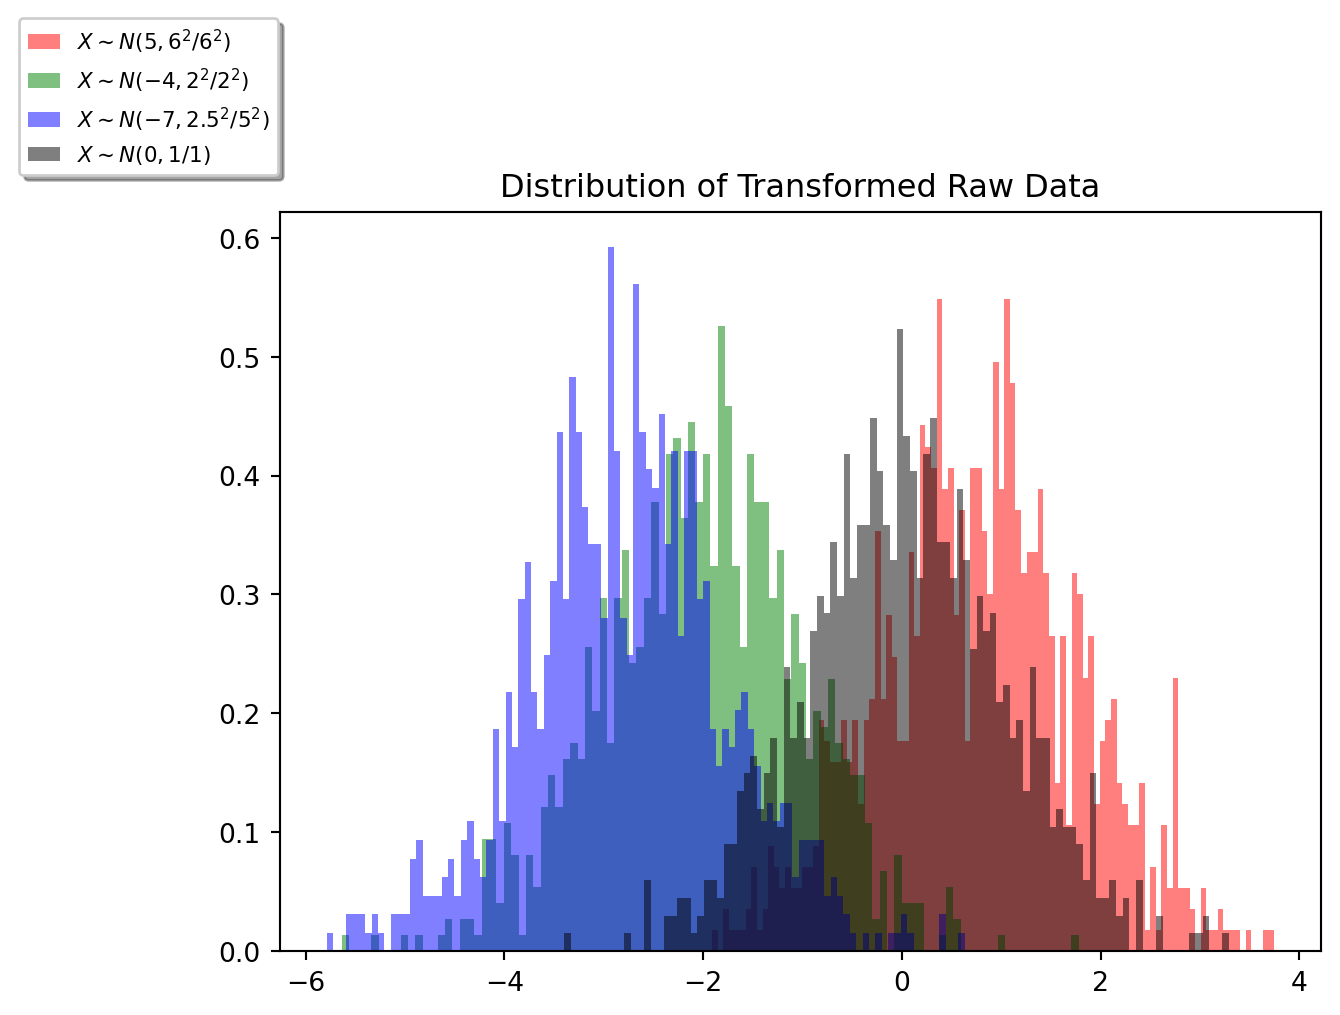 X ~ N(5, 6²/6²)
X ~ N(−4, 2²/2²)
X ~ N(−7, 2.5²/5²)
X ~ N(0, 1/1)
Distribution of Transformed Raw Data
0.6
0.5
0.4
0.3
0.2
0.1
0.0
−6 −4 −2 0 2 4